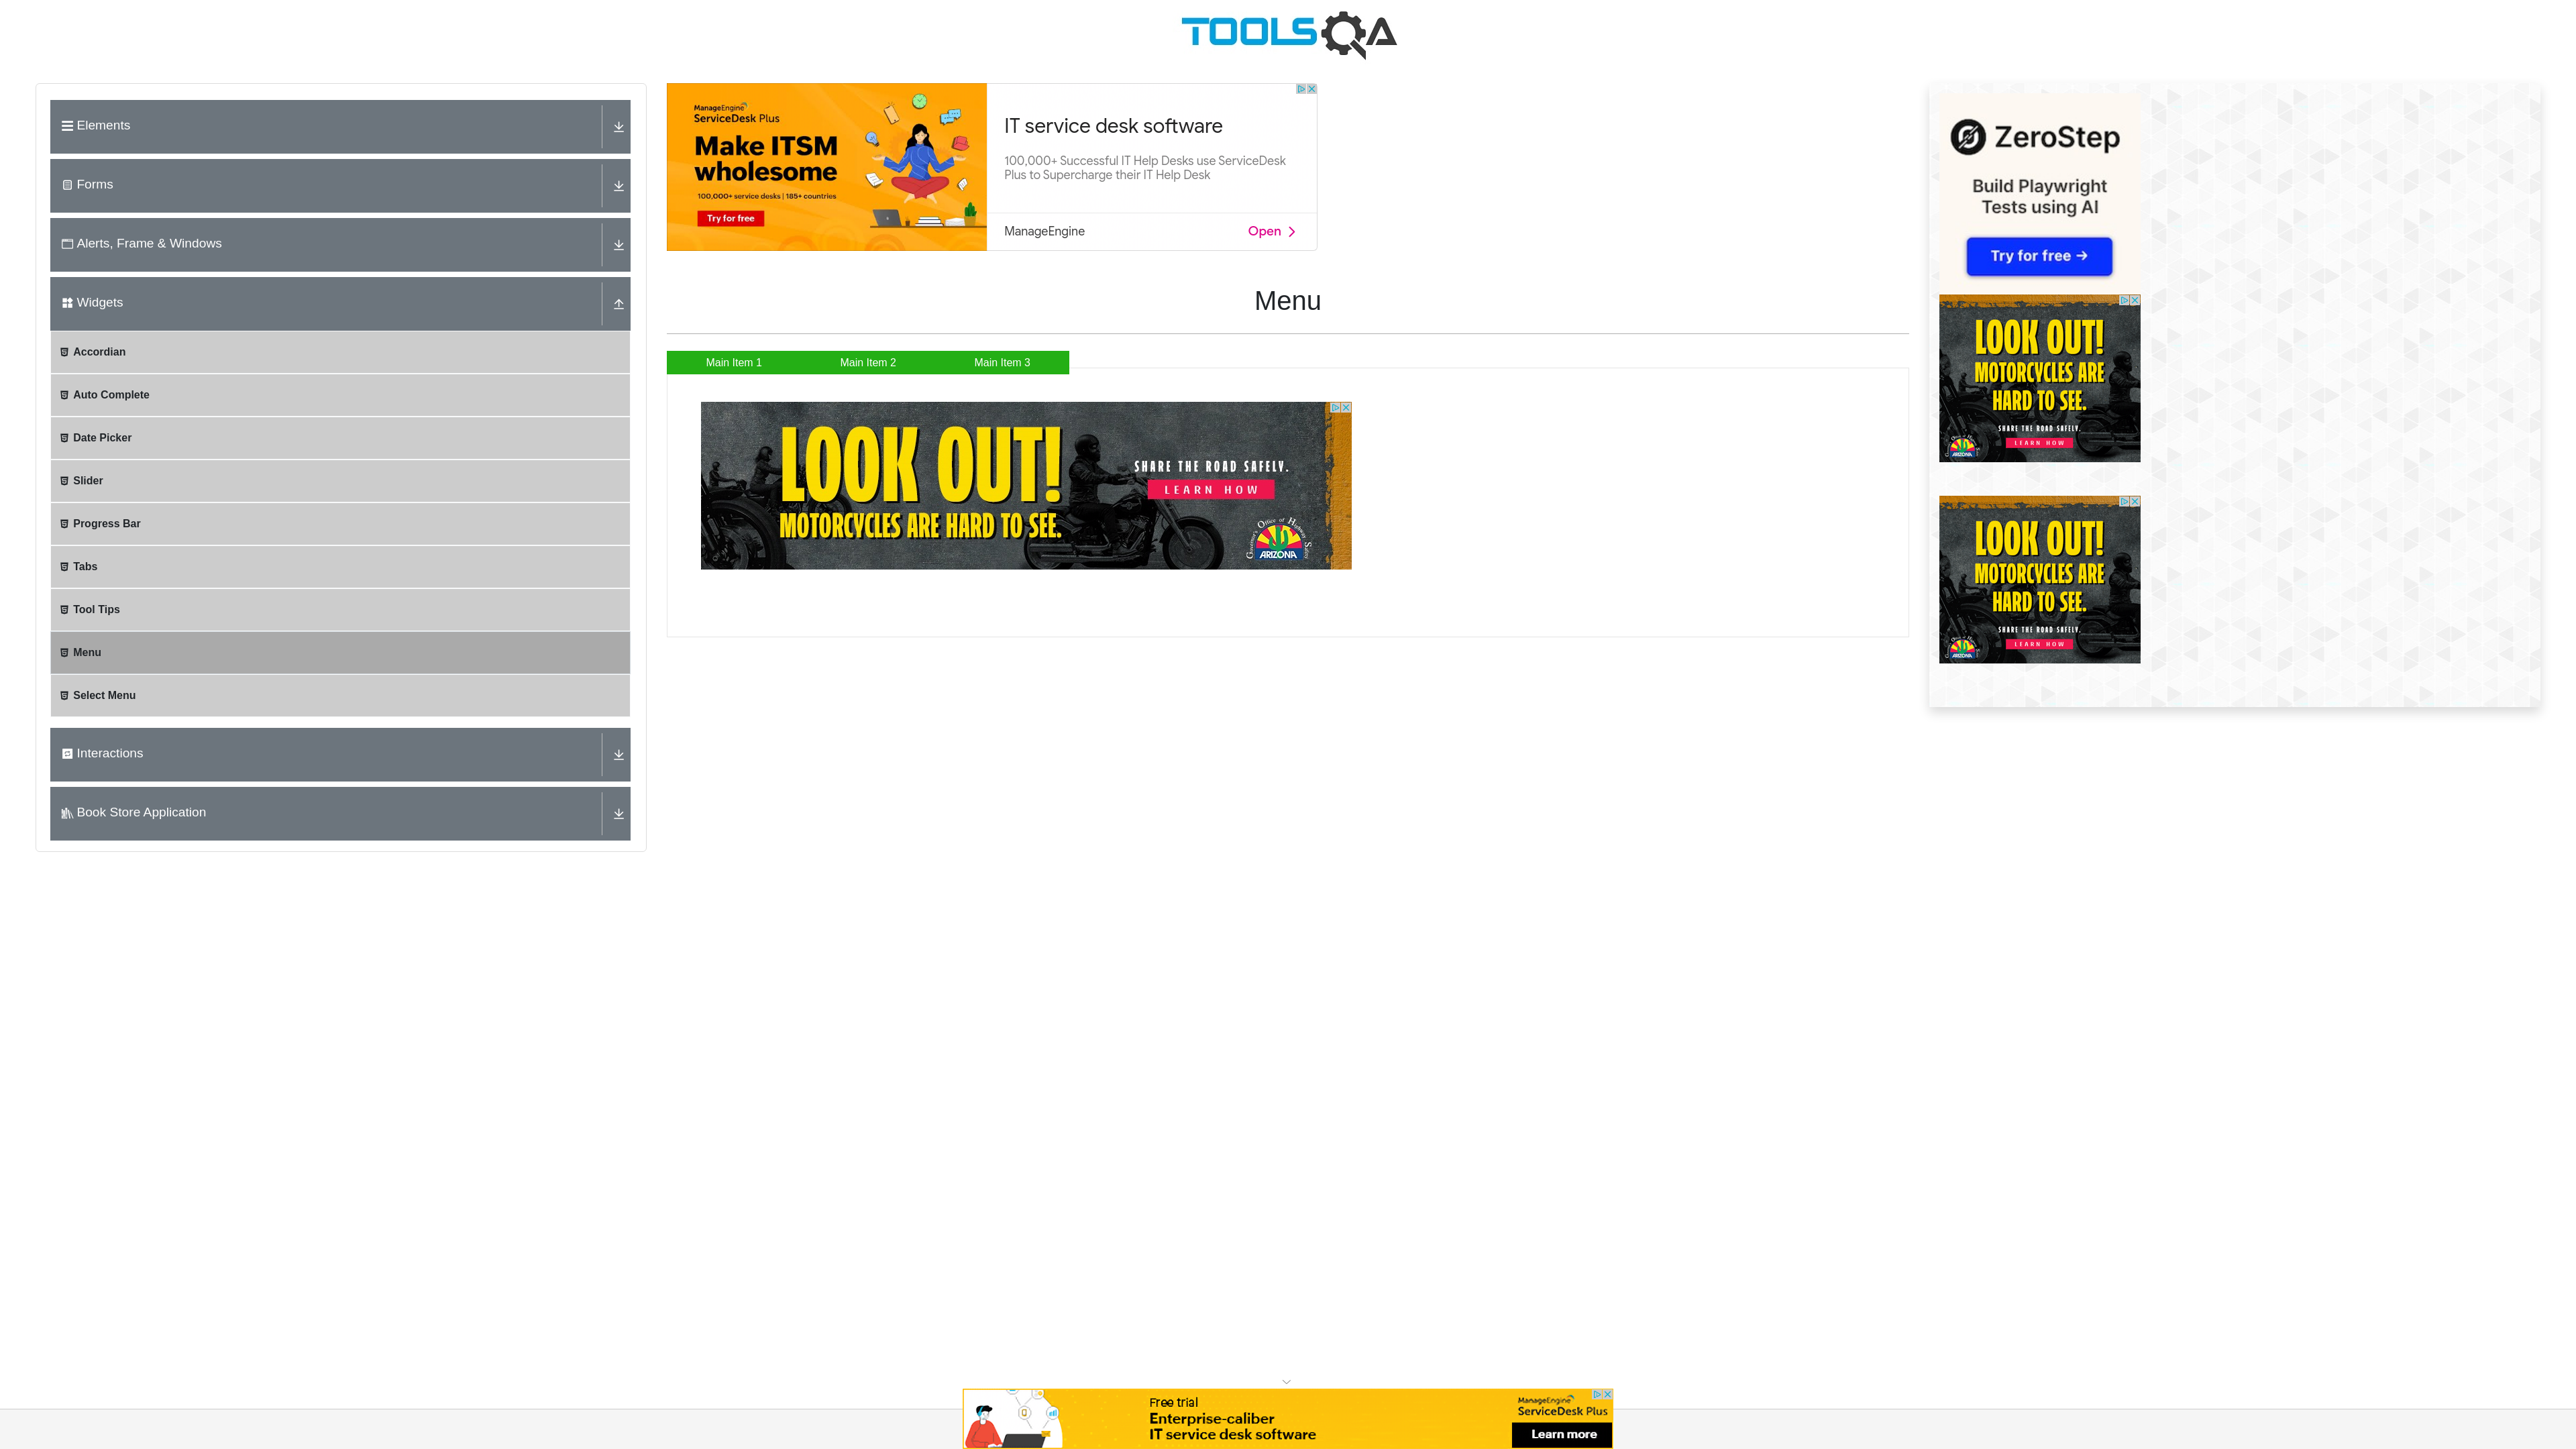 TOOLSQA
Elements
Forms
Alerts, Frame & Windows
Widgets
Accordian
Auto Complete
Date Picker
Slider
Progress Bar
Tabs
Tool Tips
Menu
Select Menu
Interactions
Book Store Application
ManageEngine
ServiceDesk Plus
Make ITSM
wholesome
100,000+ service desks | 185+ countries
Try for free
IT service desk software
100,000+ Successful IT Help Desks use ServiceDesk
Plus to Supercharge their IT Help Desk
ManageEngine
Open
Menu
Main Item 1
Main Item 2
Main Item 3
LOOK OUT!
MOTORCYCLES ARE HARD TO SEE.
SHARE THE ROAD SAFELY.
LEARN HOW
Governor's Office of Highway Safety
ARIZONA
ZeroStep
Build Playwright
Tests using AI
Try for free →
LOOK OUT!
MOTORCYCLES ARE
HARD TO SEE.
SHARE THE ROAD SAFELY.
LEARN HOW
ARIZONA
LOOK OUT!
MOTORCYCLES ARE
HARD TO SEE.
SHARE THE ROAD SAFELY.
LEARN HOW
ARIZONA
Free trial
Enterprise-caliber
IT service desk software
ManageEngine
ServiceDesk Plus
Learn more